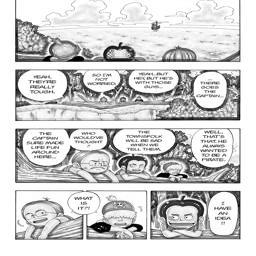 YEAH,
THEY'RE
REALLY
TOUGH.
SO I'M
NOT
WORRIED.
YEAH, BUT
HEY, BUT HE'S
WITH THOSE
GUYS...
THERE
GOES
THE
CAPTAIN...
THE
CAPTAIN
SURE MADE
LIFE FUN
AROUND
HERE...
WHO
WOULD'VE
THOUGHT
THE
TOWNSFOLK
WILL BE SAD
WHEN WE
TELL THEM.
WELL,
THAT'S
THAT. HE
ALWAYS
WANTED
TO BE A
PIRATE.
WHAT
IS
IT?!
I
HAVE
AN
IDEA
!!